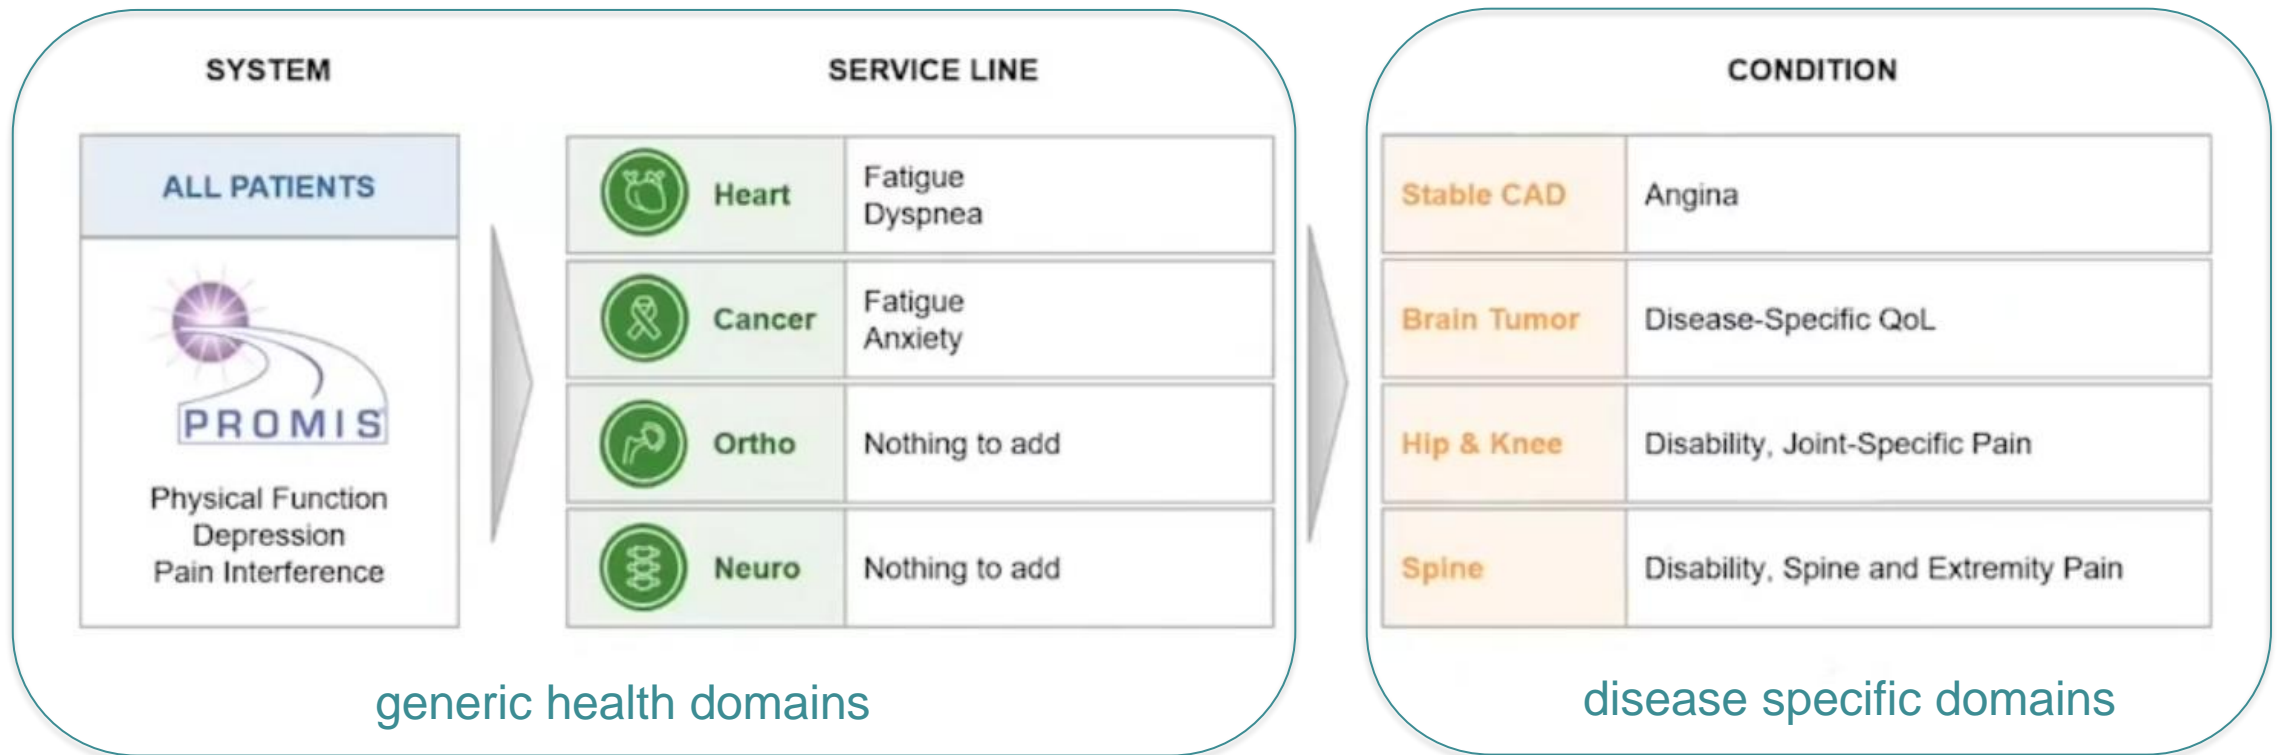 SYSTEM
ALL PATIENTS
PROMIS
Physical Function
Depression
Pain Interference
SERVICE LINE
Heart
Fatigue
Dyspnea
Cancer
Fatigue
Anxiety
Ortho
Nothing to add
Neuro
Nothing to add
generic health domains
CONDITION
Stable CAD
Angina
Brain Tumor
Disease-Specific QoL
Hip & Knee
Disability, Joint-Specific Pain
Spine
Disability, Spine and Extremity Pain
disease specific domains